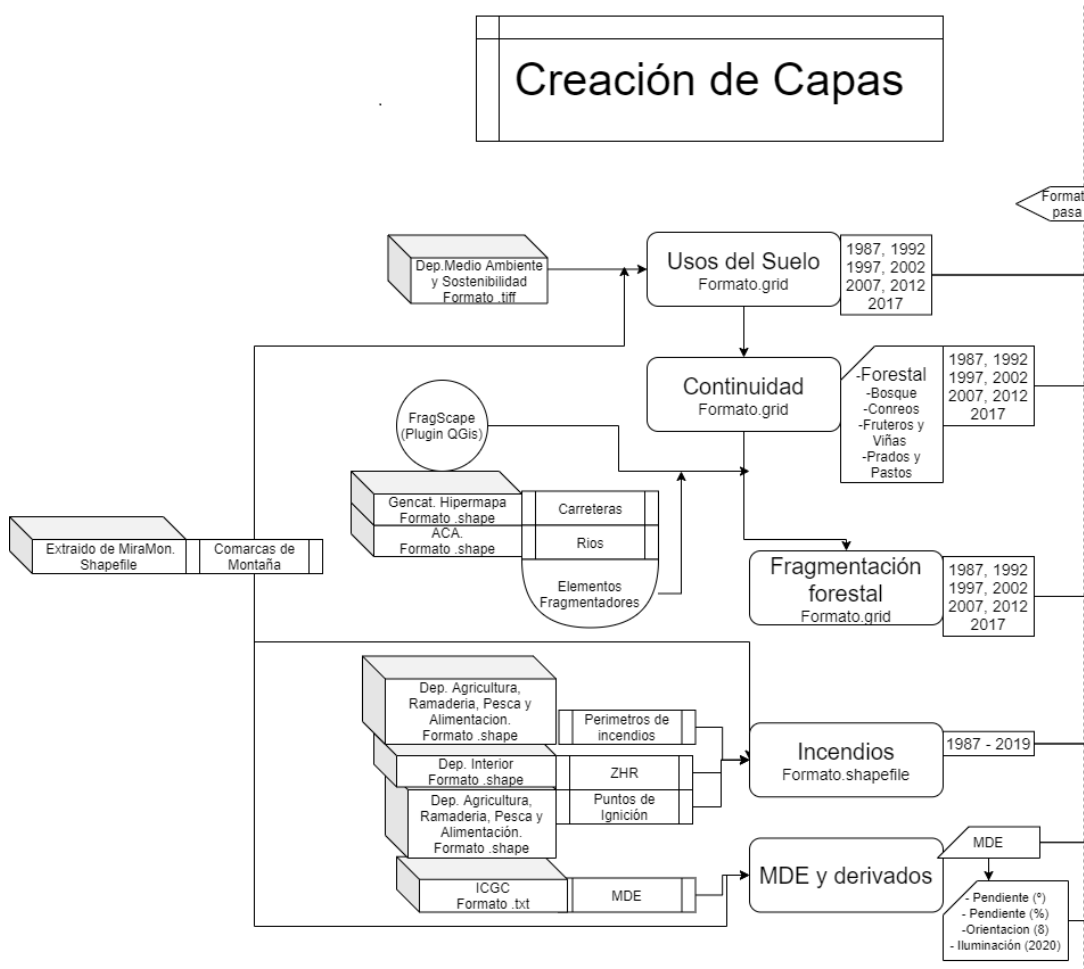 Creación de Capas
Format
pasa
Dep.Medio Ambiente
y Sostenibilidad
Formato .tiff
Usos del Suelo
Formato.grid
1987, 1992
1997, 2002
2007, 2012
2017
Continuidad
Formato.grid
-Forestal
-Bosque
-Conreos
-Fruteros y
Viñas
-Prados y
Pastos
1987, 1992
1997, 2002
2007, 2012
2017
FragScape
(Plugin QGis)
Gencat. Hipermapa
Formato .shape
Carreteras
ACA.
Formato .shape
Rios
Elementos
Fragmentadores
Extraido de MiraMon.
Shapefile
Comarcas de
Montaña
Fragmentación
forestal
Formato.grid
1987, 1992
1997, 2002
2007, 2012
2017
Dep. Agricultura,
Ramaderia, Pesca y
Alimentacion.
Formato .shape
Perimetros de
incendios
Dep. Interior
Formato .shape
ZHR
Dep. Agricultura,
Ramaderia, Pesca y
Alimentación.
Formato .shape
Puntos de
Ignición
Incendios
Formato.shapefile
1987 - 2019
ICGC
Formato .txt
MDE
MDE y derivados
MDE
- Pendiente (º)
- Pendiente (%)
-Orientacion (8)
- Iluminación (2020)